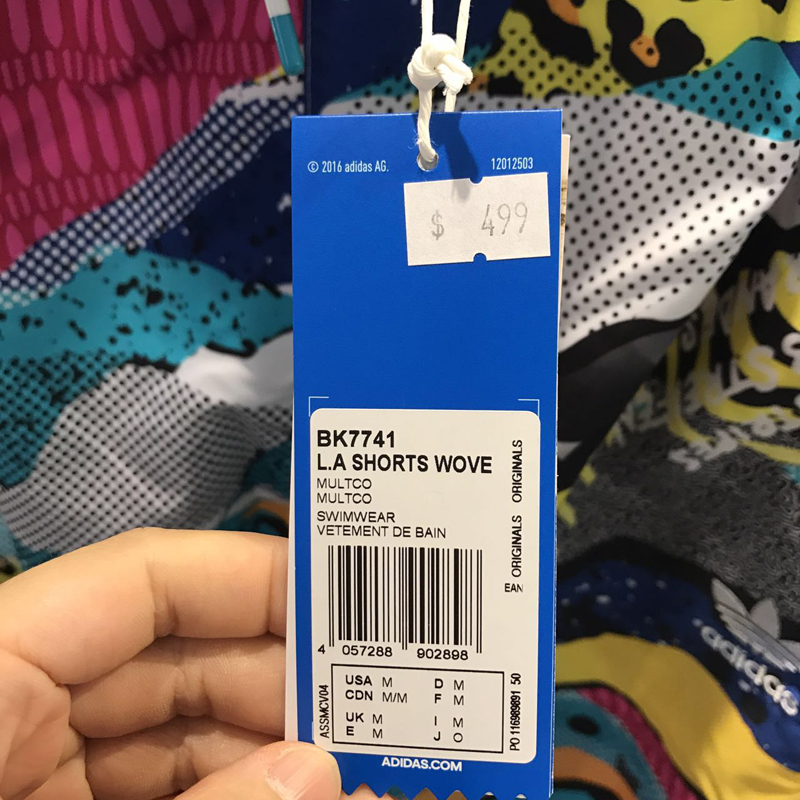 © 2016 adidas AG. 12012503
$ 499
BK7741
L.A SHORTS WOVE
MULTCO
MULTCO
SWIMWEAR
VETEMENT DE BAIN
EAN ORIGINALS ORIGINALS
4 057288 902898
ASSMCV04
USA M D M
CDN M/M F M
UK M I M
E M J O
PO 116989891 50
ADIDAS.COM
adidas